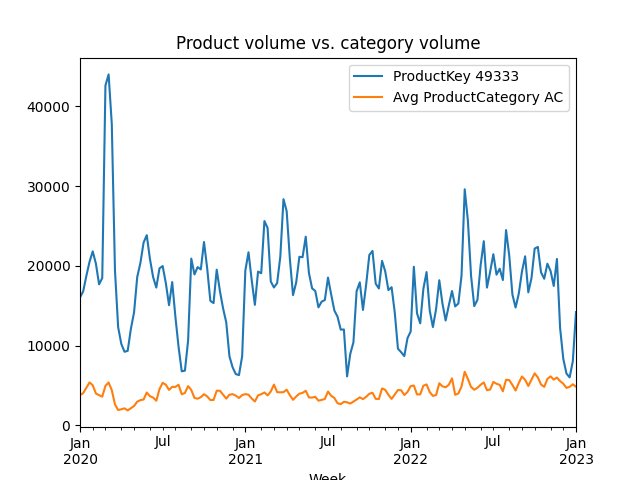 Product volume vs. category volume
ProductKey 49333
Avg ProductCategory AC
40000
30000
20000
10000
0
Jan
2020
Jul
Jan
2021
Jul
Jan
2022
Jul
Jan
2023
Week